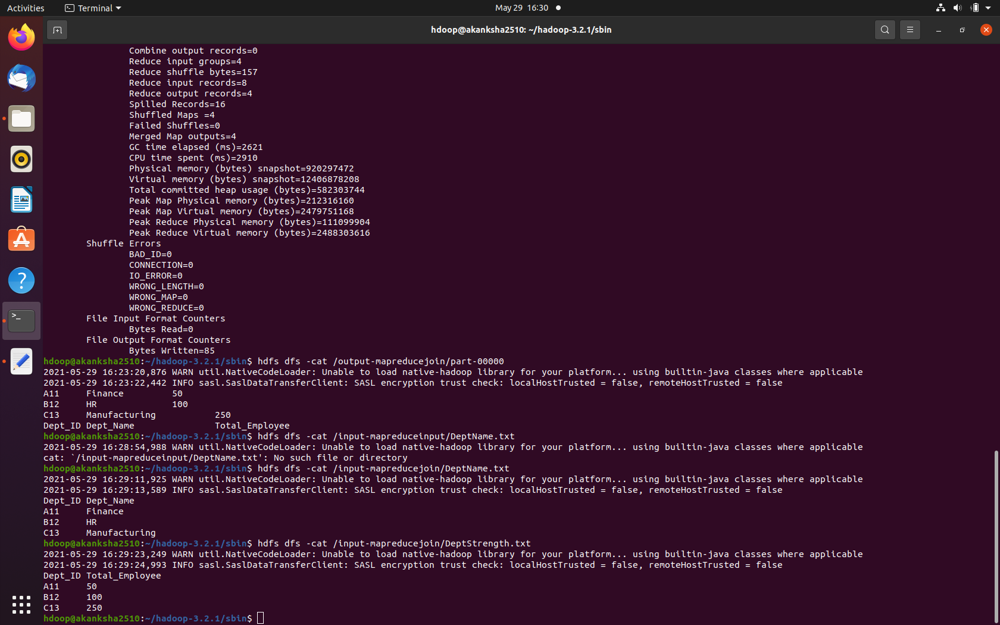 Activities Terminal May 29 16:30
hdoop@akanksha2510: ~/hadoop-3.2.1/sbin
Combine output records=0
Reduce input groups=4
Reduce shuffle bytes=157
Reduce input records=8
Reduce output records=4
Spilled Records=16
Shuffled Maps =4
Failed Shuffles=0
Merged Map outputs=4
GC time elapsed (ms)=2621
CPU time spent (ms)=2910
Physical memory (bytes) snapshot=920297472
Virtual memory (bytes) snapshot=12406878208
Total committed heap usage (bytes)=582303744
Peak Map Physical memory (bytes)=212316160
Peak Map Virtual memory (bytes)=2479751168
Peak Reduce Physical memory (bytes)=111099904
Peak Reduce Virtual memory (bytes)=2488303616
Shuffle Errors
BAD_ID=0
CONNECTION=0
IO_ERROR=0
WRONG_LENGTH=0
WRONG_MAP=0
WRONG_REDUCE=0
File Input Format Counters
Bytes Read=0
File Output Format Counters
Bytes Written=85
hdoop@akanksha2510:~/hadoop-3.2.1/sbin$ hdfs dfs -cat /output-mapreducejoin/part-00000
2021-05-29 16:23:20,876 WARN util.NativeCodeLoader: Unable to load native-hadoop library for your platform... using builtin-java classes where applicable
2021-05-29 16:23:22,442 INFO sasl.SaslDataTransferClient: SASL encryption trust check: localHostTrusted = false, remoteHostTrusted = false
A11 Finance 50
B12 HR 100
C13 Manufacturing 250
Dept_ID Dept_Name Total_Employee
hdoop@akanksha2510:~/hadoop-3.2.1/sbin$ hdfs dfs -cat /input-mapreduceinput/DeptName.txt
2021-05-29 16:28:54,988 WARN util.NativeCodeLoader: Unable to load native-hadoop library for your platform... using builtin-java classes where applicable
cat: `/input-mapreduceinput/DeptName.txt': No such file or directory
hdoop@akanksha2510:~/hadoop-3.2.1/sbin$ hdfs dfs -cat /input-mapreducejoin/DeptName.txt
2021-05-29 16:29:11,925 WARN util.NativeCodeLoader: Unable to load native-hadoop library for your platform... using builtin-java classes where applicable
2021-05-29 16:29:13,589 INFO sasl.SaslDataTransferClient: SASL encryption trust check: localHostTrusted = false, remoteHostTrusted = false
Dept_ID Dept_Name
A11 Finance
B12 HR
C13 Manufacturing
hdoop@akanksha2510:~/hadoop-3.2.1/sbin$ hdfs dfs -cat /input-mapreducejoin/DeptStrength.txt
2021-05-29 16:29:23,249 WARN util.NativeCodeLoader: Unable to load native-hadoop library for your platform... using builtin-java classes where applicable
2021-05-29 16:29:24,993 INFO sasl.SaslDataTransferClient: SASL encryption trust check: localHostTrusted = false, remoteHostTrusted = false
Dept_ID Total_Employee
A11 50
B12 100
C13 250
hdoop@akanksha2510:~/hadoop-3.2.1/sbin$